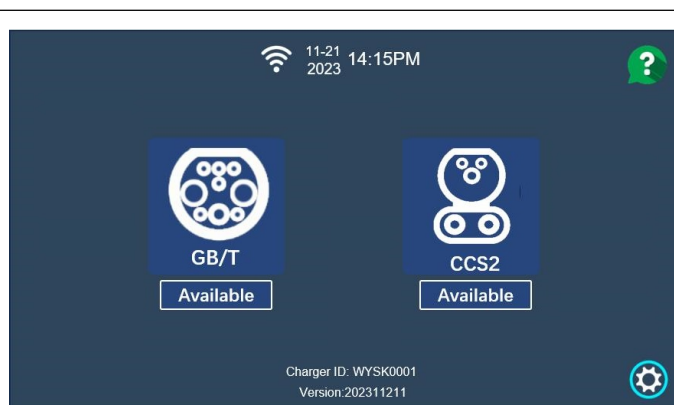 11-21
2023 14:15PM
?
GB/T
CCS2
Available
Available
Charger ID: WYSK0001
Version:202311211